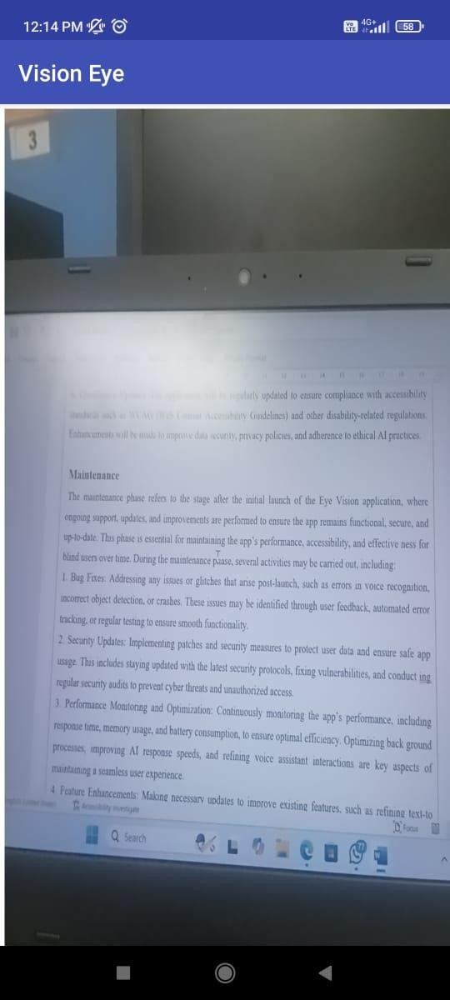 12:14 PM
Vo LTE 4G+ 58
Vision Eye
3
regularly updated to ensure compliance with accessibility
standards such as WCAG (Web Content Accessibility Guidelines) and other disability-related regulations.
Enhancements will be made to improve data security, privacy policies, and adherence to ethical AI practices.
Maintenance
The maintenance phase refers to the stage after the initial launch of the Eye Vision application, where
ongoing support, updates, and improvements are performed to ensure the app remains functional, secure, and
up-to-date. This phase is essential for maintaining the app's performance, accessibility, and effective ness for
blind users over time. During the maintenance phase, several activities may be carried out, including:
1. Bug Fixes: Addressing any issues or glitches that arise post-launch, such as errors in voice recognition,
incorrect object detection, or crashes. These issues may be identified through user feedback, automated error
tracking, or regular testing to ensure smooth functionality.
2. Security Updates: Implementing patches and security measures to protect user data and ensure safe app
usage. This includes staying updated with the latest security protocols, fixing vulnerabilities, and conduct ing
regular security audits to prevent cyber threats and unauthorized access.
3. Performance Monitoring and Optimization: Continuously monitoring the app's performance, including
response time, memory usage, and battery consumption, to ensure optimal efficiency. Optimizing back ground
processes, improving AI response speeds, and refining voice assistant interactions are key aspects of
maintaining a seamless user experience.
4. Feature Enhancements: Making necessary updates to improve existing features, such as refining text-to
Accessibility: Investigate
Focus
Search